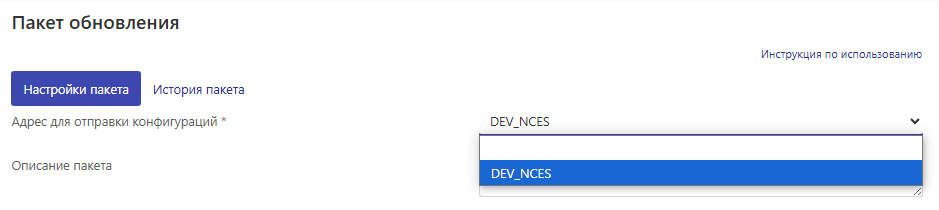 Пакет обновления
Инструкция по использованию
Настройки пакета История пакета
Адрес для отправки конфигураций * DEV_NCES
Описание пакета
DEV_NCES